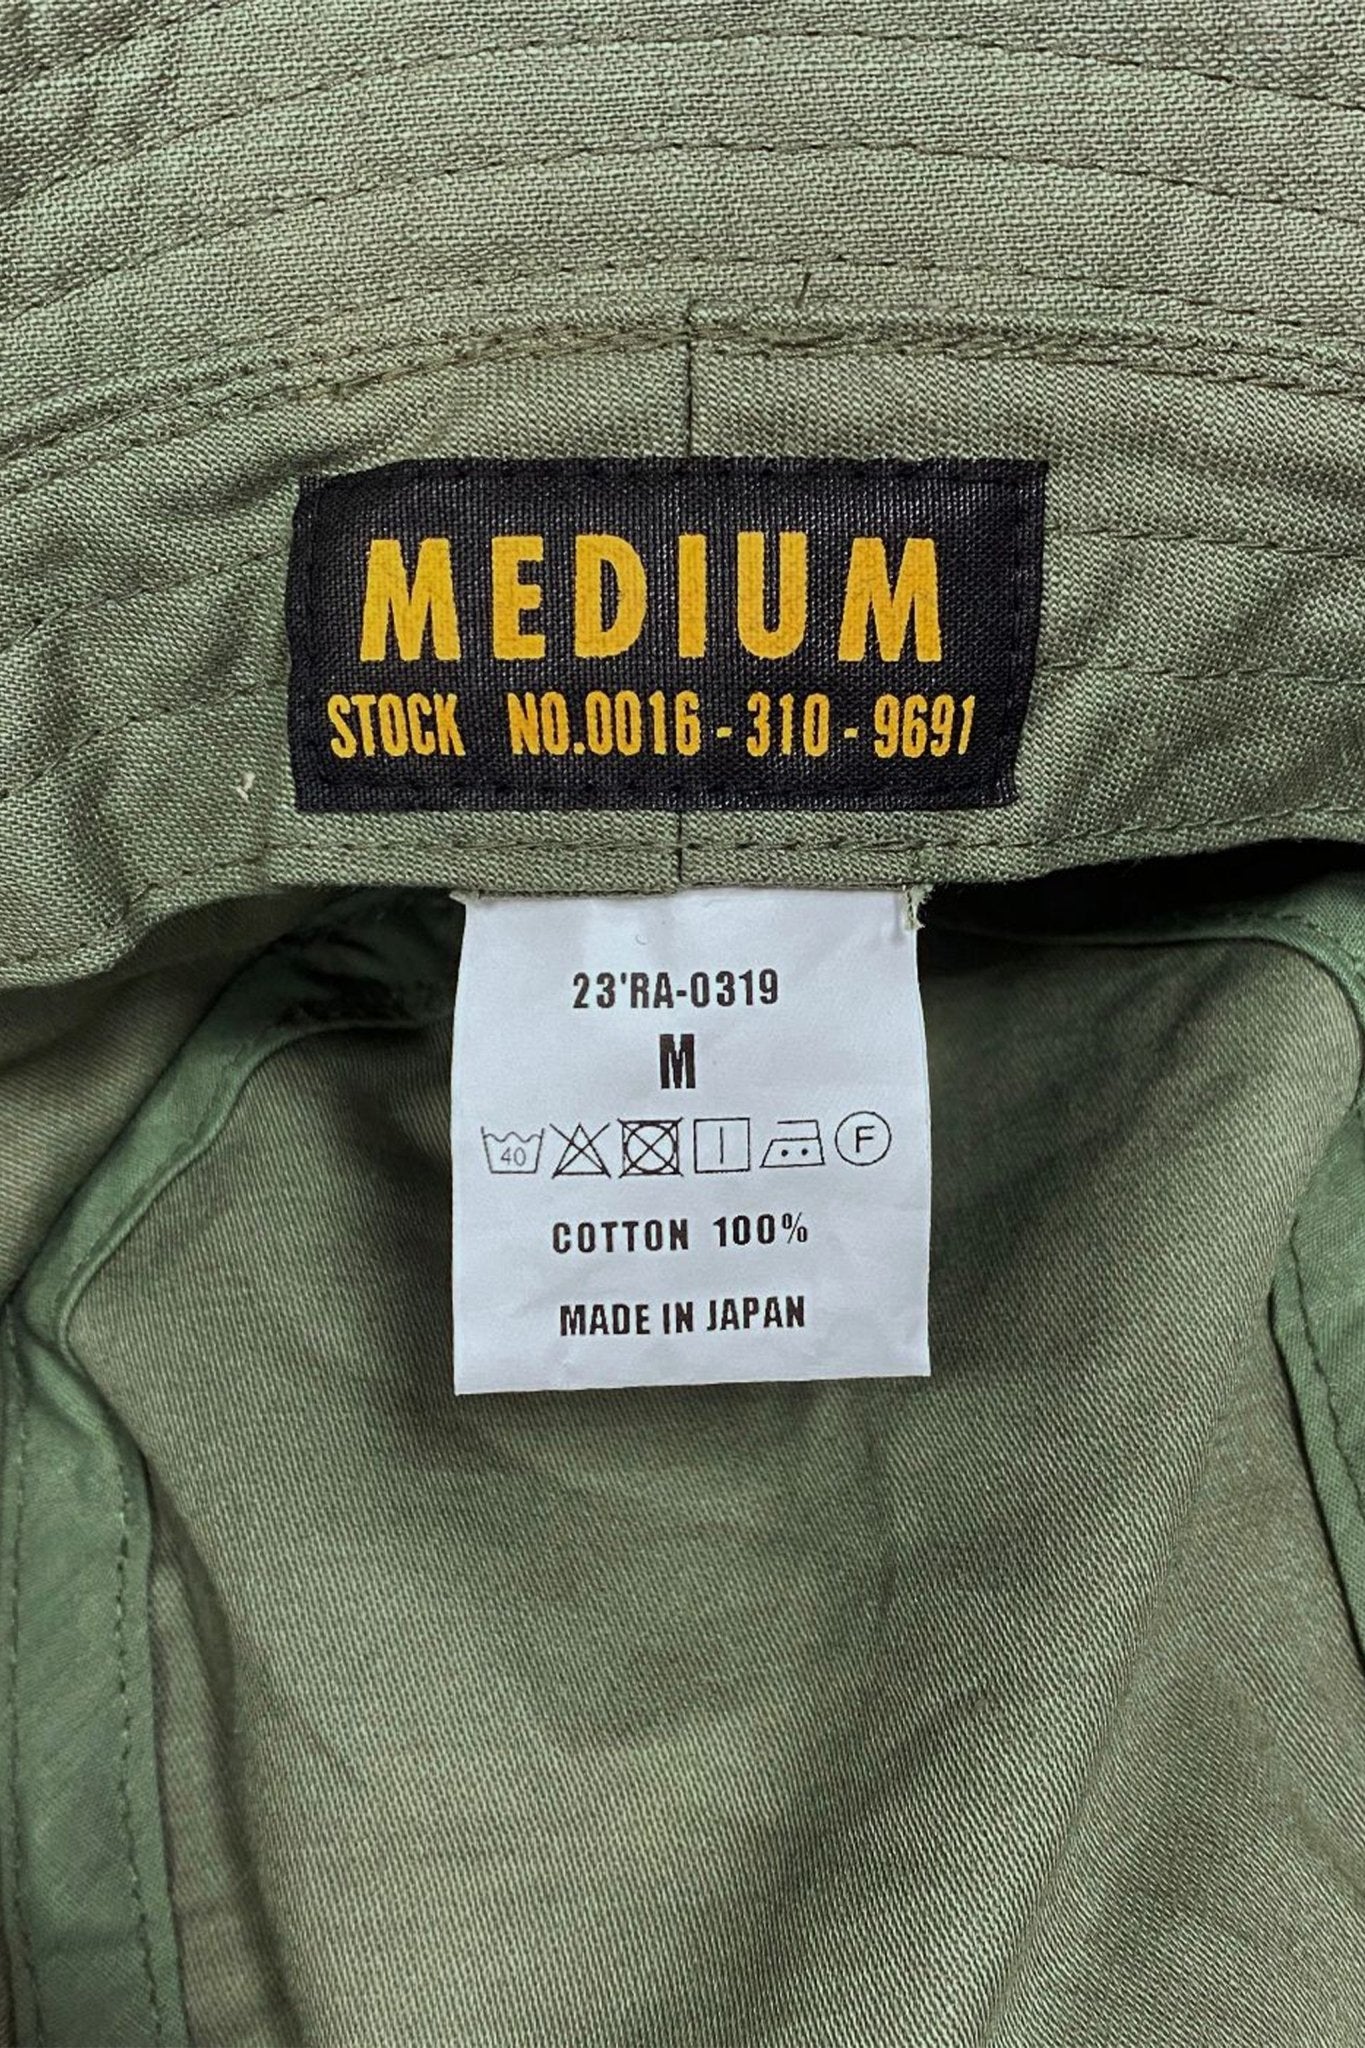 MEDIUM
STOCK NO.0016-310-9691
23'RA-0319
M
40 F
COTTON 100%
MADE IN JAPAN